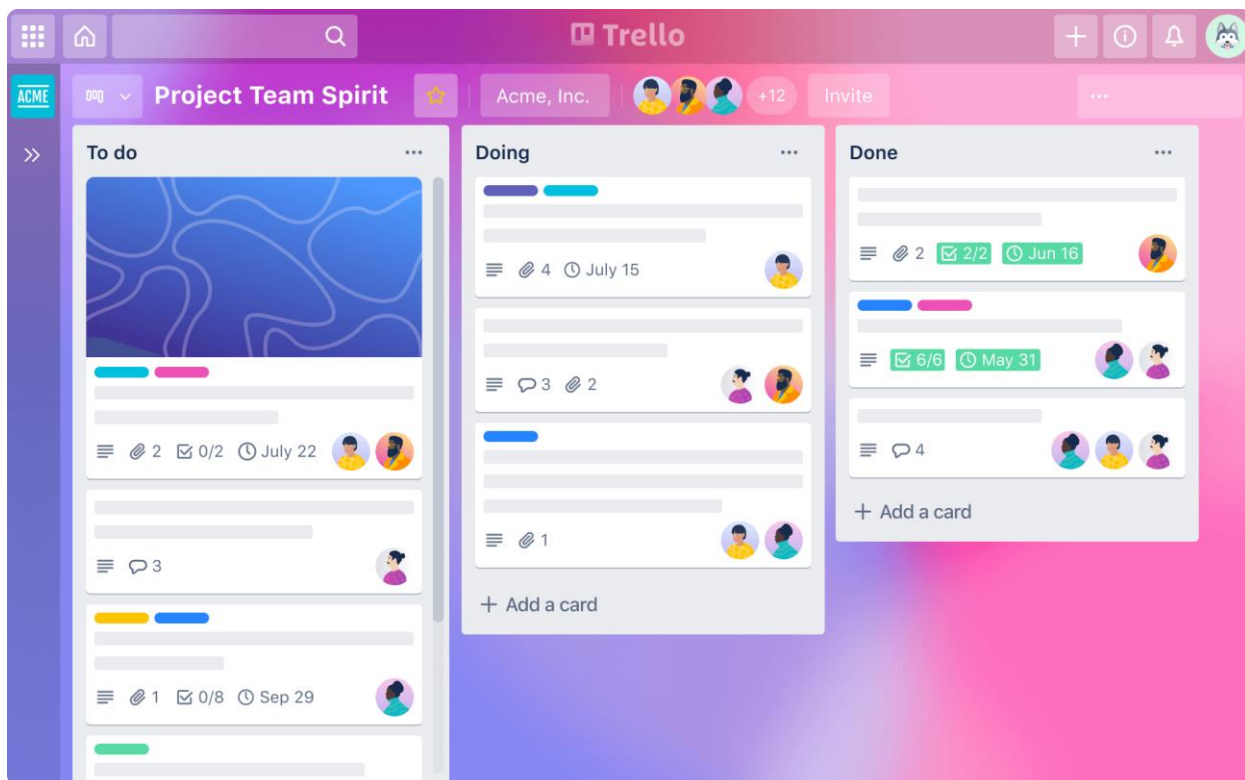 Trello
ACME
Project Team Spirit
Acme, Inc.
+12
Invite
To do
2 0/2 July 22
3
1 0/8 Sep 29
Doing
4 July 15
3 2
1
+ Add a card
Done
2 2/2 Jun 16
6/6 May 31
4
+ Add a card